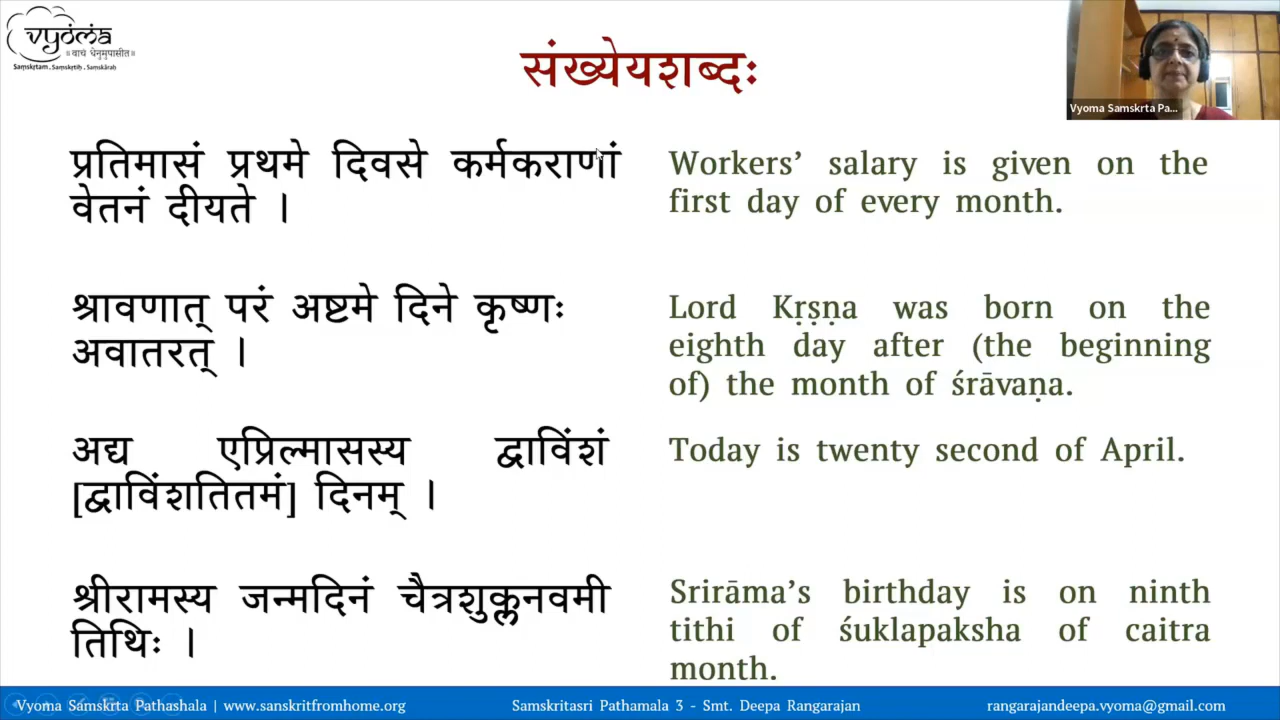 vyoma
॥ वाचं धेनुमुपासीत॥
Saṃskṛtam . Saṃskṛtiḥ . Saṃskāraḥ
संख्येयशब्दः
Vyoma Samskrta Pa...
प्रतिमासं प्रथमे दिवसे कर्मकराणां
वेतनं दीयते ।
Workers’ salary is given on the
first day of every month.
श्रावणात् परं अष्टमे दिने कृष्णः
अवातरत् ।
Lord Kṛṣṇa was born on the
eighth day after (the beginning
of) the month of śrāvaṇa.
अद्य एप्रिल्मासस्य द्वाविंशं
[द्वाविंशतितमं] दिनम् ।
Today is twenty second of April.
श्रीरामस्य जन्मदिनं चैत्रशुक्लनवमी
तिथिः ।
Srirāma’s birthday is on ninth
tithi of śuklapaksha of caitra
month.
Vyoma Saṁskṛta Pathashala | www.sanskritfromhome.org
Samskritasri Pathamala 3 - Smt. Deepa Rangarajan
rangarajandeepa.vyoma@gmail.com